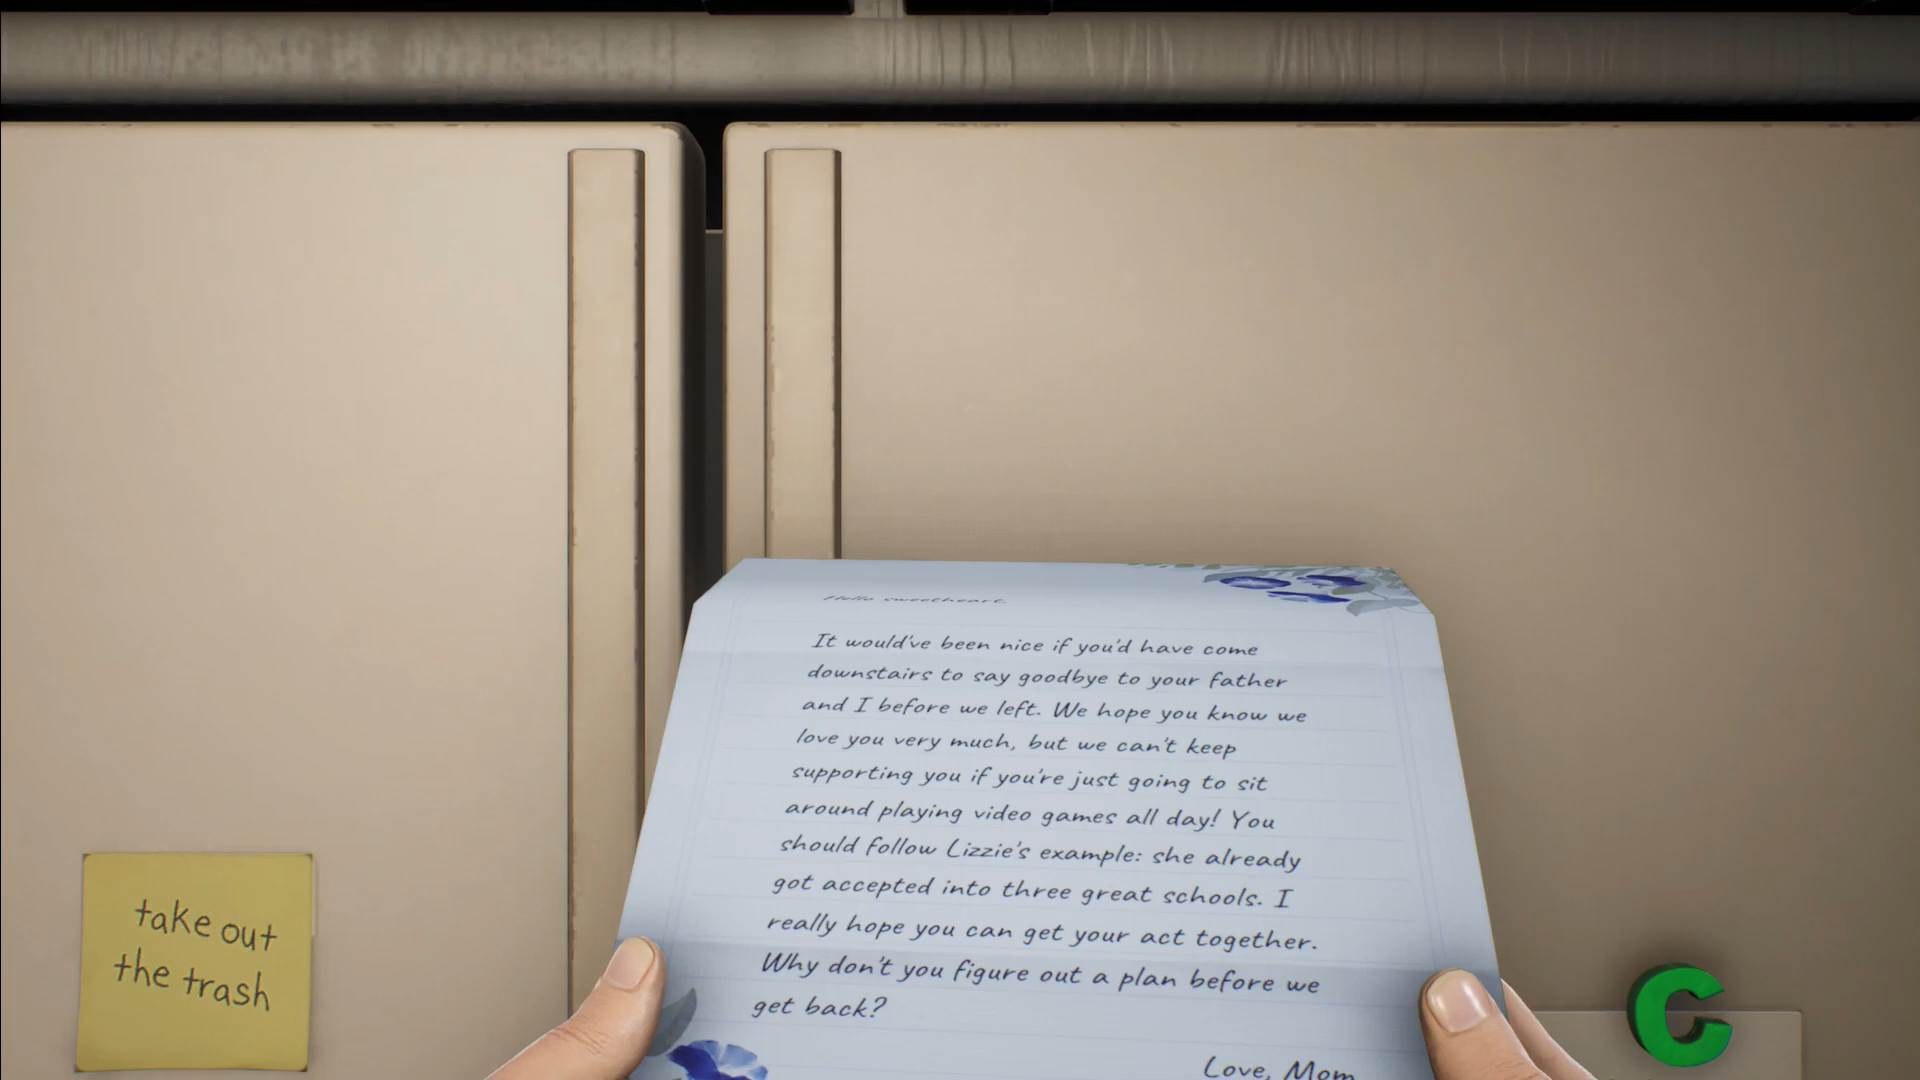 Hello sweetheart,
It would've been nice if you'd have come
downstairs to say goodbye to your father
and I before we left. We hope you know we
love you very much, but we can't keep
supporting you if you're just going to sit
around playing video games all day! You
should follow Lizzie's example: she already
got accepted into three great schools. I
really hope you can get your act together.
Why don't you figure out a plan before we
get back?
Love, Mom
take out
the trash
C